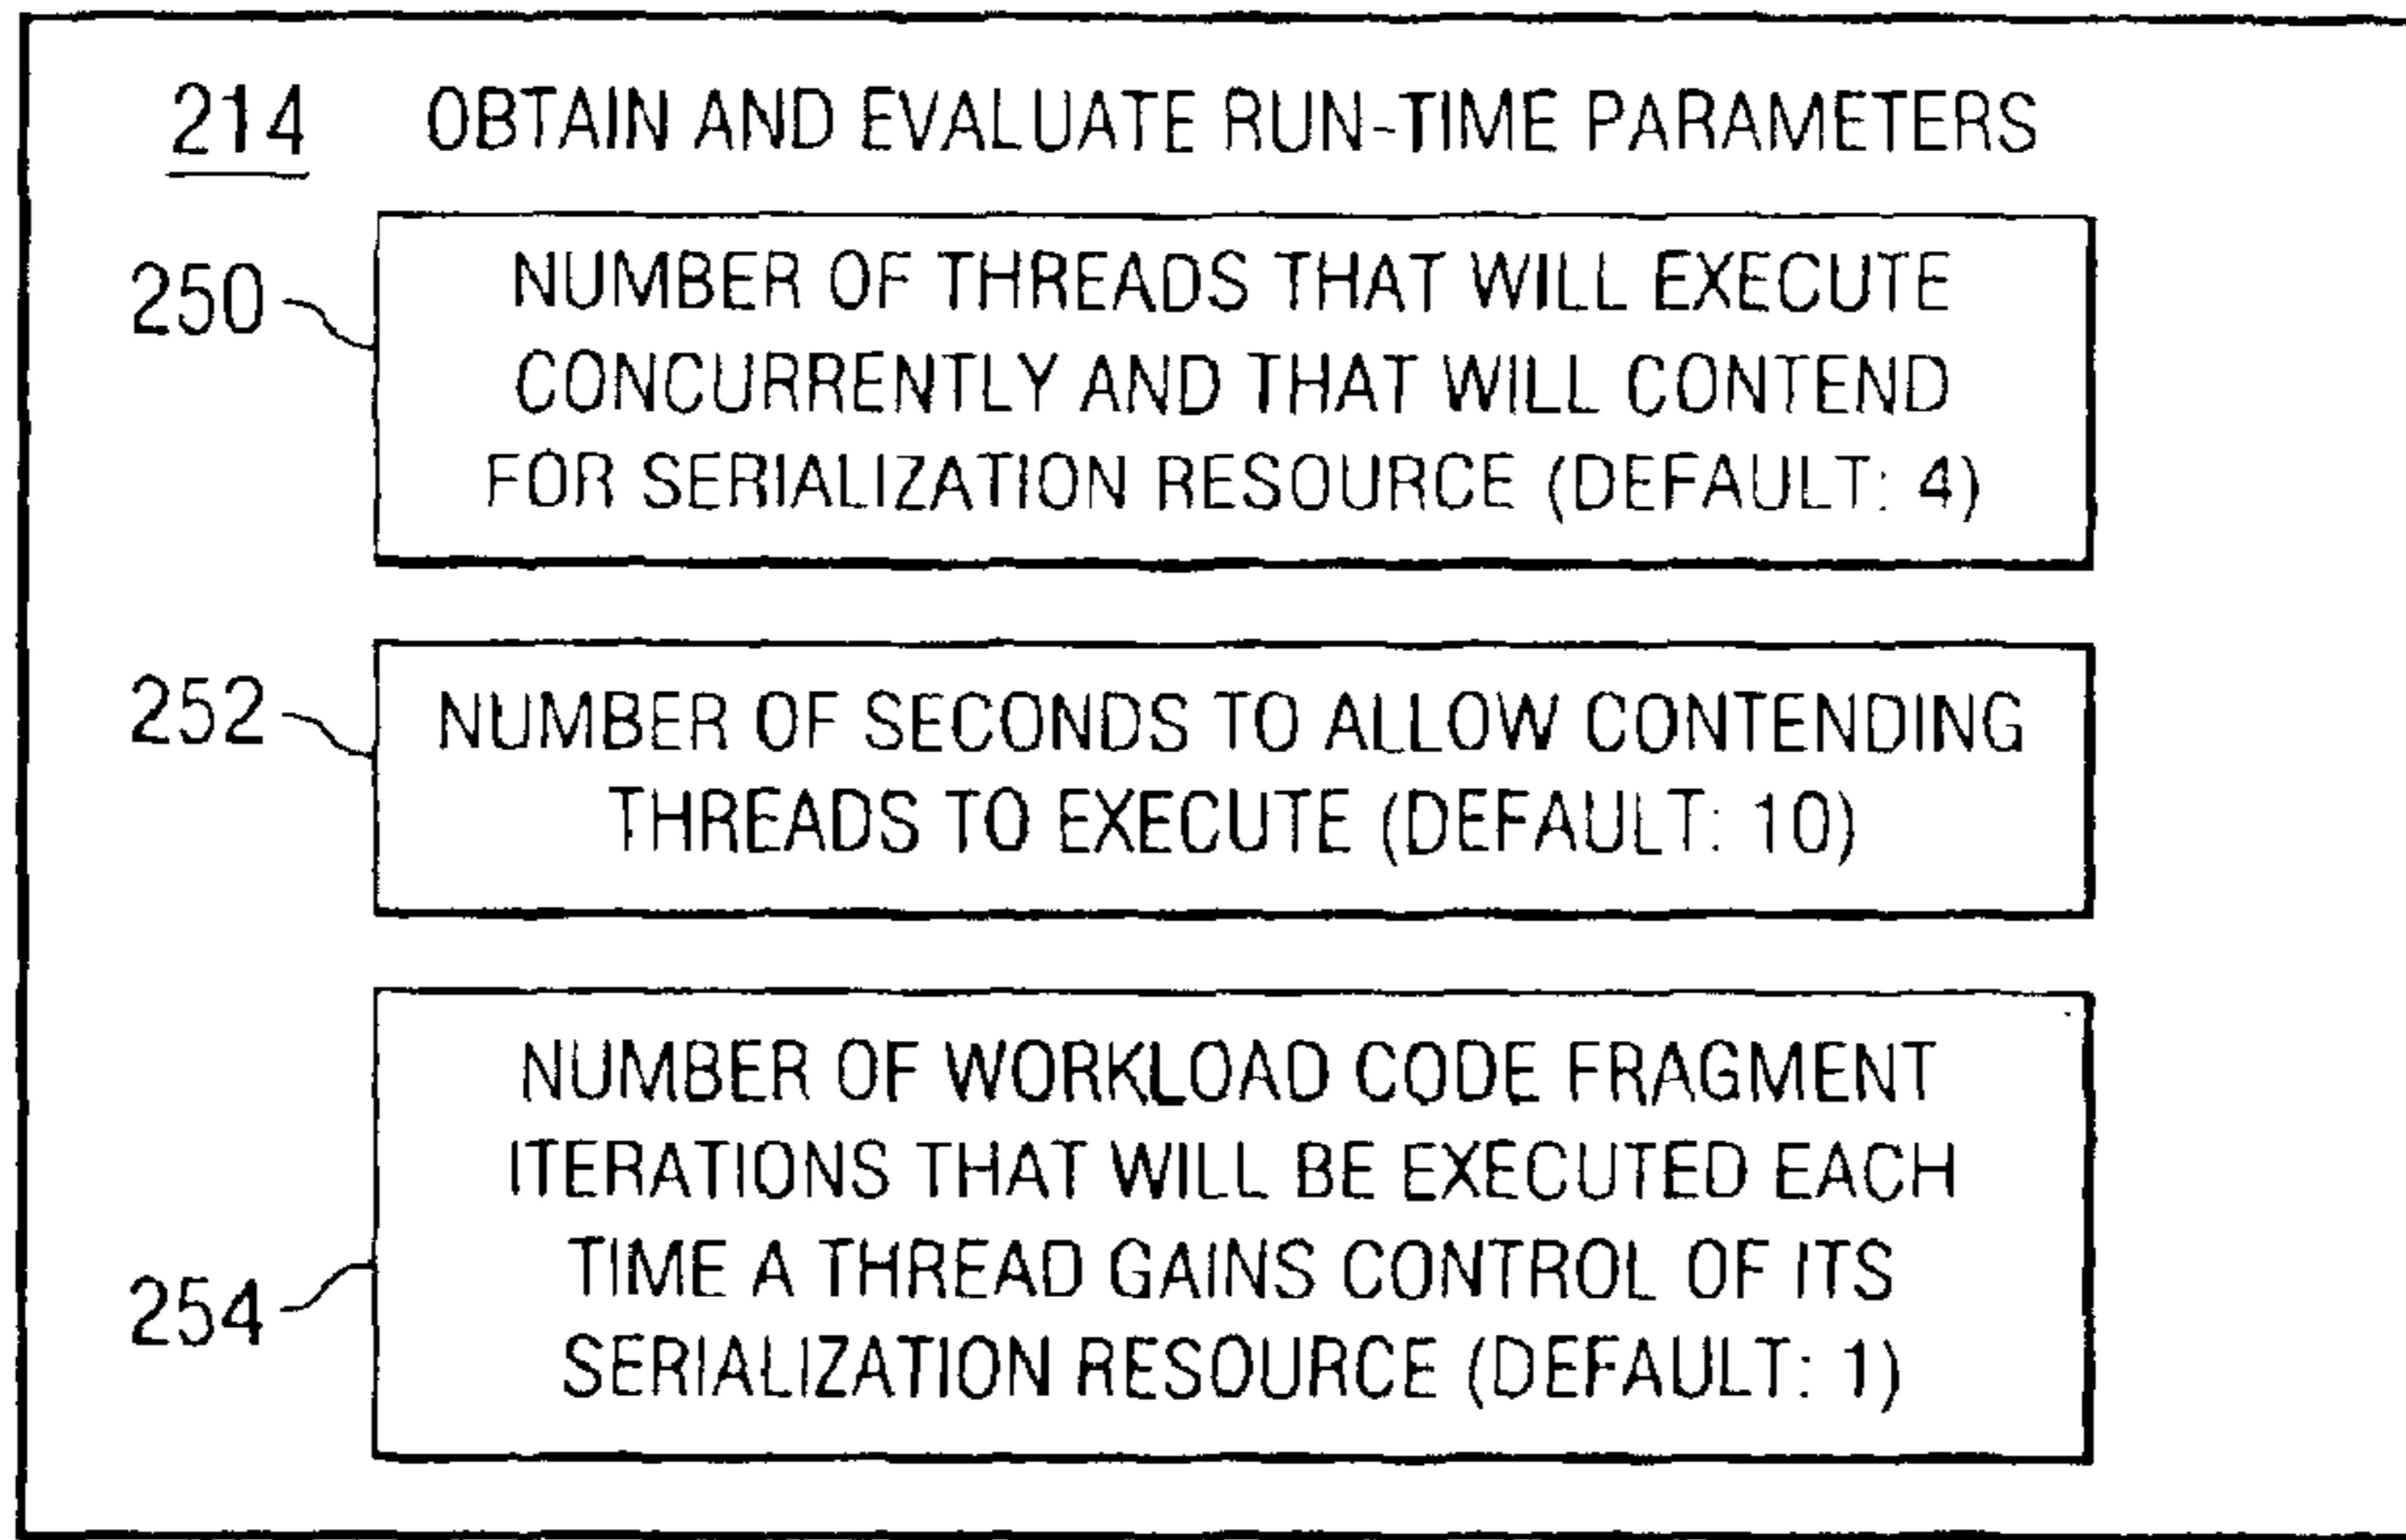 214 OBTAIN AND EVALUATE RUN-TIME PARAMETERS
250
NUMBER OF THREADS THAT WILL EXECUTE
CONCURRENTLY AND THAT WILL CONTEND
FOR SERIALIZATION RESOURCE (DEFAULT: 4)
252
NUMBER OF SECONDS TO ALLOW CONTENDING
THREADS TO EXECUTE (DEFAULT: 10)
254
NUMBER OF WORKLOAD CODE FRAGMENT
ITERATIONS THAT WILL BE EXECUTED EACH
TIME A THREAD GAINS CONTROL OF ITS
SERIALIZATION RESOURCE (DEFAULT: 1)